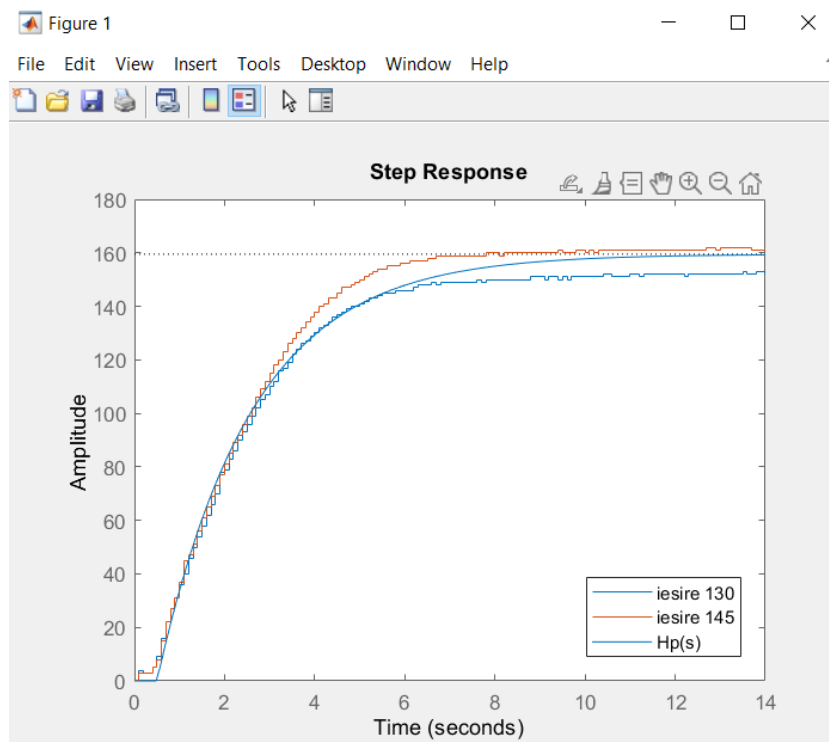 Figure 1
File Edit View Insert Tools Desktop Window Help
Step Response
180
160
140
120
100
80
60
40
20
0
Amplitude
iesire 130
iesire 145
Hp(s)
0 2 4 6 8 10 12 14
Time (seconds)